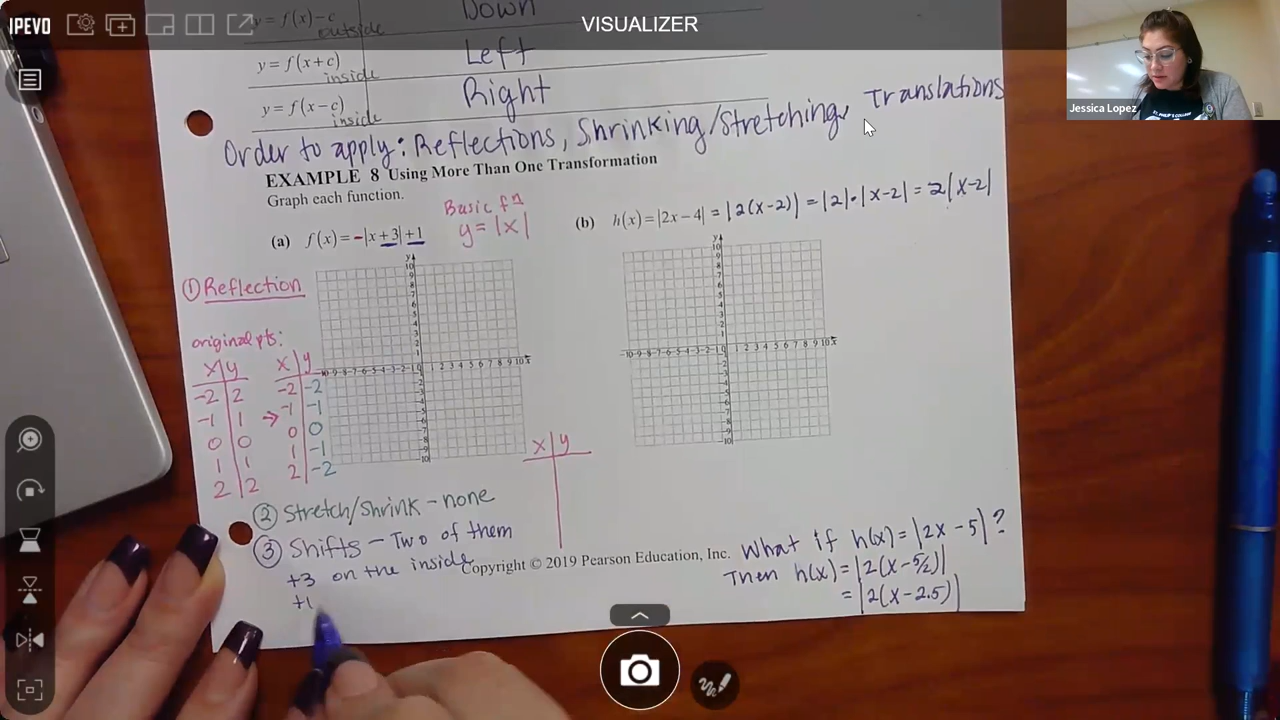 IPEVO
VISUALIZER
Jessica Lopez
y = f(x) − c
outside
Down
y = f(x+c)
inside
Left
y = f(x−c)
inside
Right
Order to apply: Reflections, Shrinking/Stretching, Translations
EXAMPLE 8 Using More Than One Transformation
Graph each function.
Basic fn
y = |x|
(a) f(x) = −|x+3|+1
(b) h(x) = |2x−4| = |2(x−2)| = |2|·|x−2| = 2|x−2|
① Reflection
original pts:
x | y
-2 | 2
-1 | 1
0 | 0
1 | 1
2 | 2
→
x | y
-2 | -2
-1 | -1
0 | 0
1 | -1
2 | -2
x | y
② Stretch/Shrink - none
③ Shifts - Two of them
+3 on the inside
+1
Copyright © 2019 Pearson Education, Inc.
What if h(x) = |2x − 5| ?
Then h(x) = |2(x − 5/2)|
= |2(x − 2.5)|